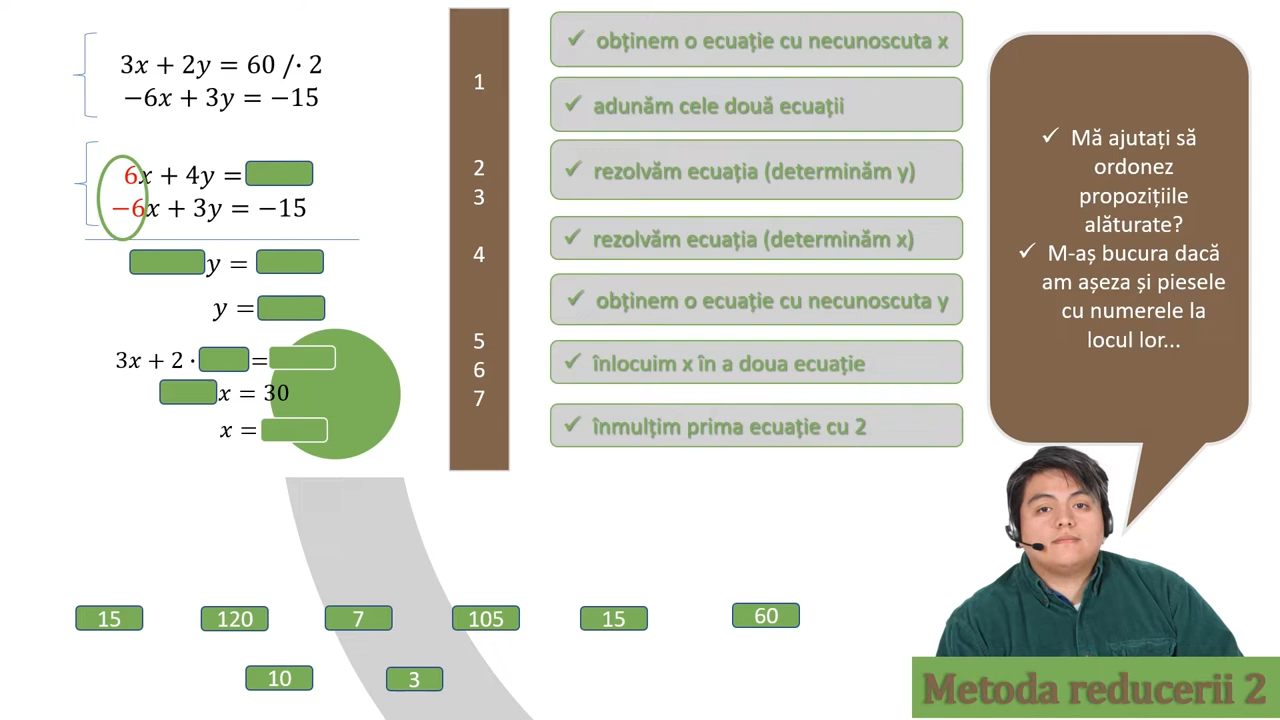 3x + 2y = 60 /· 2
−6x + 3y = −15
6x + 4y =
−6x + 3y = −15
y =
y =
3x + 2 · =
x = 30
x =
1
2
3
4
5
6
7
✓ obținem o ecuație cu necunoscuta x
✓ adunăm cele două ecuații
✓ rezolvăm ecuația (determinăm y)
✓ rezolvăm ecuația (determinăm x)
✓ obținem o ecuație cu necunoscuta y
✓ înlocuim x în a doua ecuație
✓ înmulțim prima ecuație cu 2
✓ Mă ajutați să
ordonez
propozițiile
alăturate?
✓ M-aș bucura dacă
am așeza și piesele
cu numerele la
locul lor...
15 120 7 105 15 60
10 3
Metoda reducerii 2